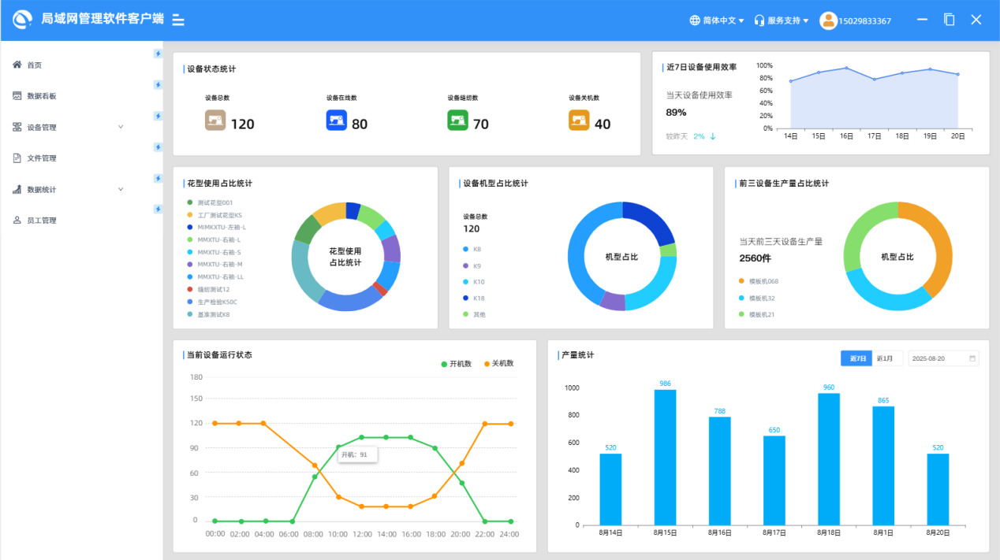 局域网管理软件客户端
简体中文
服务支持
15029833367
首页
数据看板
设备管理
文件管理
数据统计
员工管理
设备状态统计
设备总数
120
设备在线数
80
设备缝纫数
70
设备关机数
40
近7日设备使用效率
当天设备使用效率
89%
较昨天 2%
100%
80%
60%
40%
20%
0%
14日 15日 16日 17日 18日 19日 20日
花型使用占比统计
测试花型001
工厂测试花型KS
MIMKXTU-左袖-L
MMXTU-右袖-L
MMXTU-右袖-S
MMXTU-右袖-M
MMXTU-右袖-LL
缝纫测试12
生产检验K50C
基准测试K8
花型使用
占比统计
设备机型占比统计
设备总数
120
K8
K9
K10
K18
其他
机型占比
前三设备生产量占比统计
当天前三天设备生产量
2560件
模板机068
模板机32
模板机21
机型占比
当前设备运行状态
开机数 关机数
180
150
120
90
60
30
0
开机：91
00:00 02:00 04:00 06:00 08:00 10:00 12:00 14:00 16:00 18:00 20:00 22:00 24:00
产量统计
近7日 近1月 2025-08-20
1000
800
600
400
200
0
520 986 788 650 960 865 520
8月14日 8月15日 8月16日 8月17日 8月18日 8月1日 8月20日